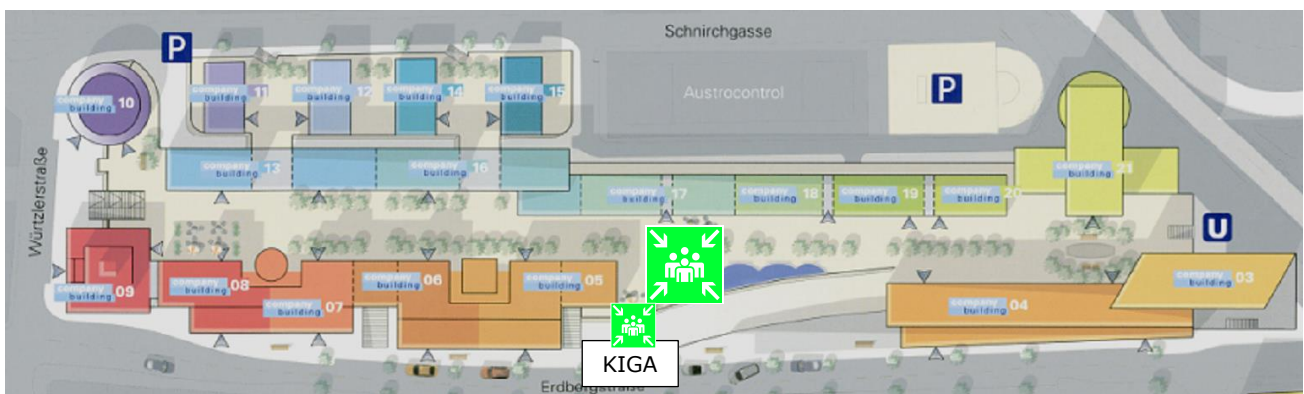 Schnirchgasse
P
company 10
building
company 11
building
company 12
building
company 14
building
company 15
building
Austrocontrol
P
company 13
building
company 16
building
company 17
building
company 18
building
company 19
building
company 20
building
company 21
building
Würtzlerstraße
U
company 09
building
company 08
building
company 07
building
company 06
building
company 05
building
company 04
building
company 03
building
KIGA
Erdbergstraße